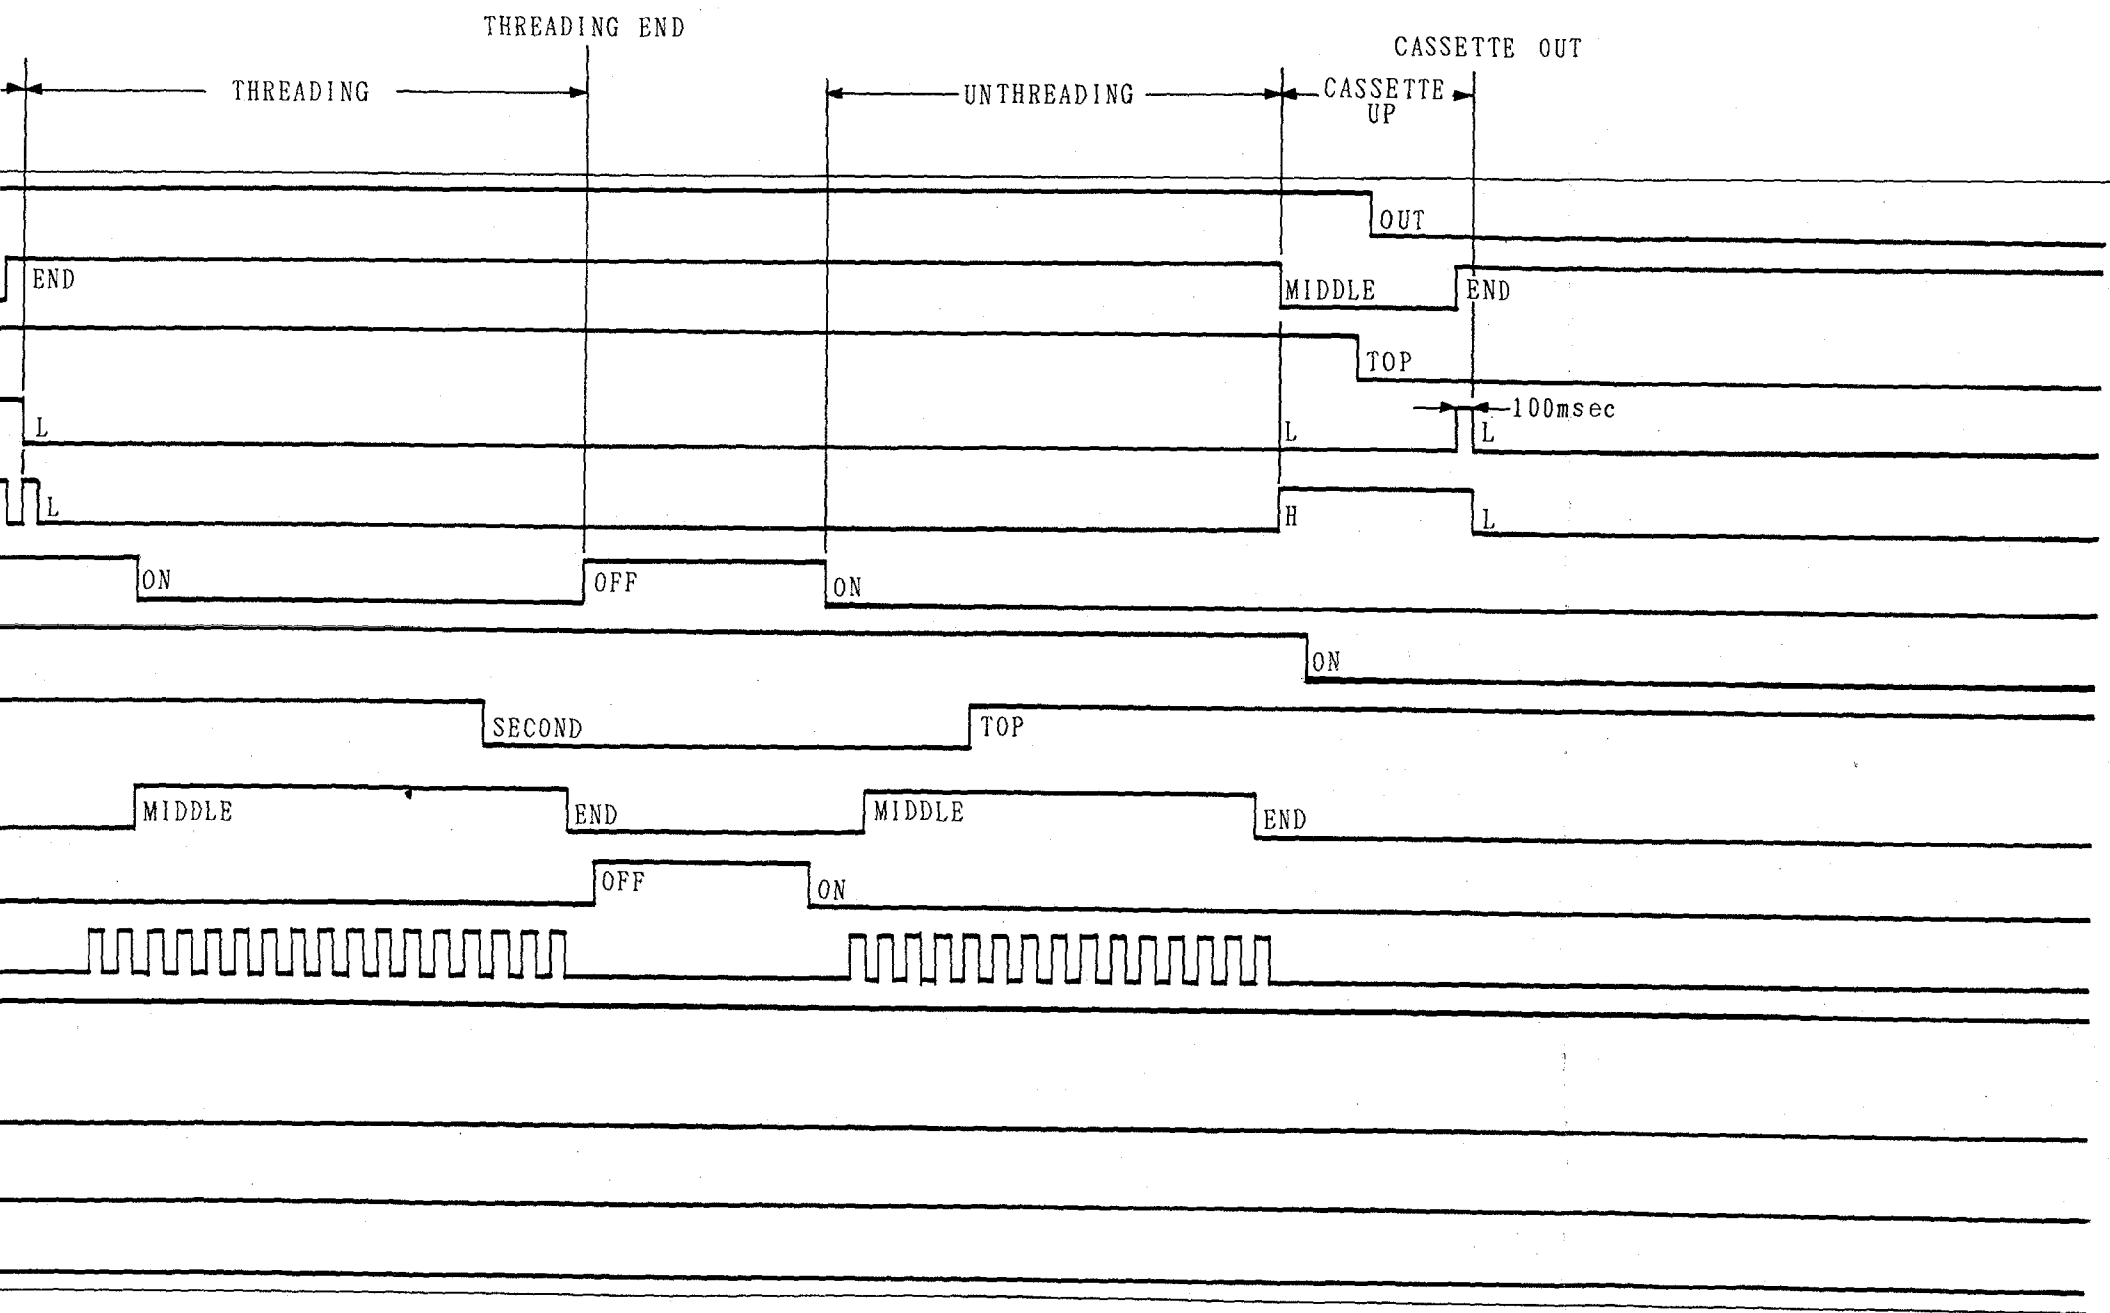 THREADING END
CASSETTE OUT
THREADING
UNTHREADING
CASSETTE
UP
OUT
END
MIDDLE
END
TOP
100msec
L
L
L
L
H
L
ON
OFF
ON
ON
SECOND
TOP
MIDDLE
END
MIDDLE
END
OFF
ON